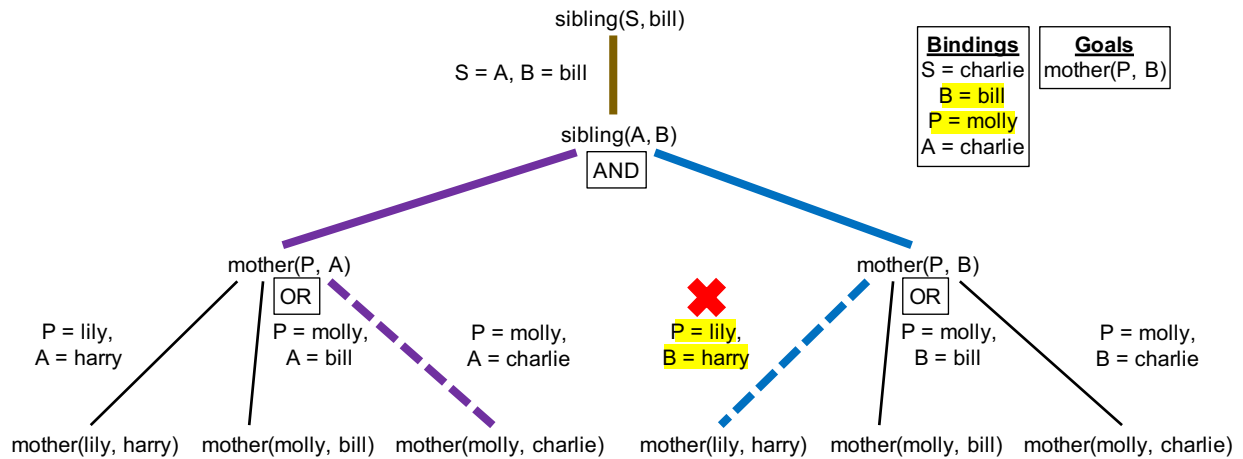 sibling(S, bill)
S = A, B = bill
Bindings
S = charlie
B = bill
P = molly
A = charlie
Goals
mother(P, B)
sibling(A, B)
AND
mother(P, A)
OR
mother(P, B)
OR
P = lily,
A = harry
P = molly,
A = bill
P = molly,
A = charlie
P = lily,
B = harry
P = molly,
B = bill
P = molly,
B = charlie
mother(lily, harry)
mother(molly, bill)
mother(molly, charlie)
mother(lily, harry)
mother(molly, bill)
mother(molly, charlie)